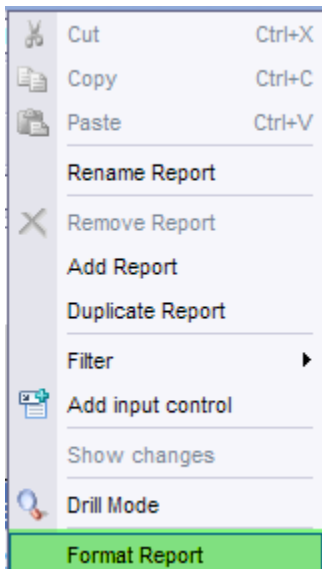 Cut Ctrl+X
Copy Ctrl+C
Paste Ctrl+V
Rename Report
Remove Report
Add Report
Duplicate Report
Filter
Add input control
Show changes
Drill Mode
Format Report